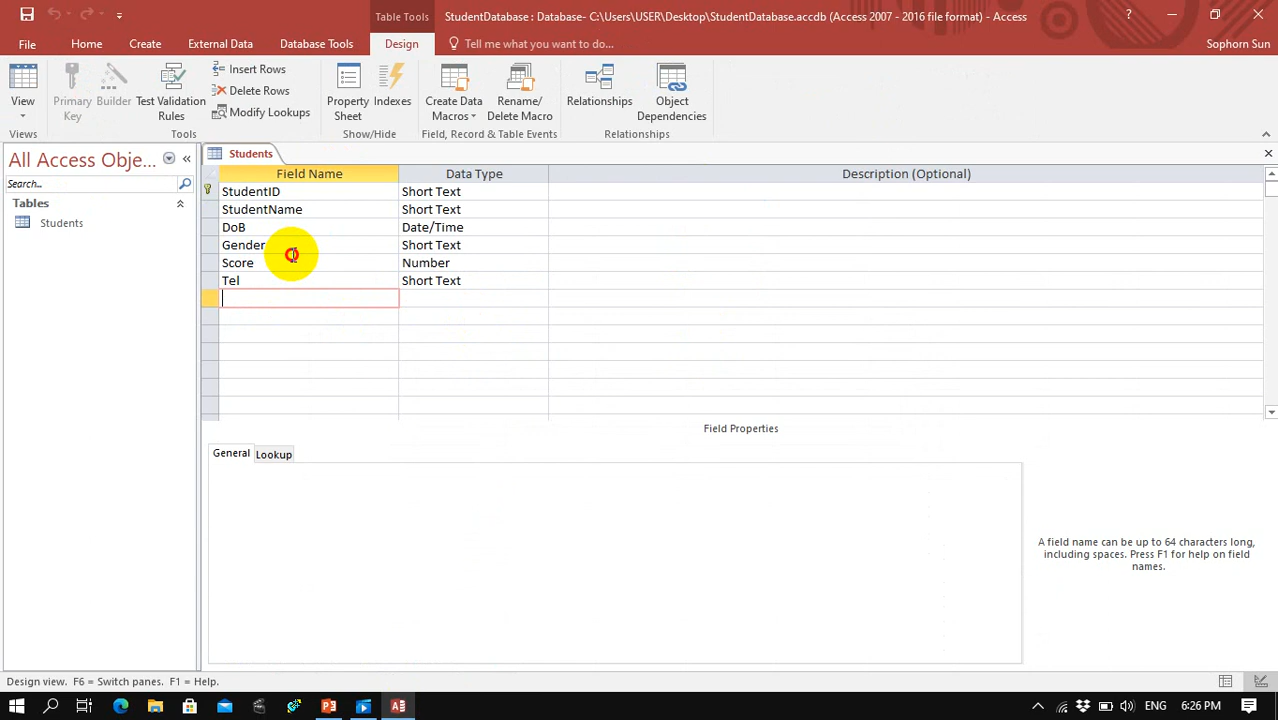 Table Tools
StudentDatabase : Database- C:\Users\USER\Desktop\StudentDatabase.accdb (Access 2007 - 2016 file format) - Access
?
File
Home
Create
External Data
Database Tools
Design
Tell me what you want to do...
Sophorn Sun
View
Primary Key
Builder
Test Validation Rules
Insert Rows
Delete Rows
Modify Lookups
Property Sheet
Indexes
Create Data Macros
Rename/ Delete Macro
Relationships
Object Dependencies
Views
Tools
Show/Hide
Field, Record & Table Events
Relationships
All Access Obje...
Search...
Tables
Students
Students
Field Name Data Type Description (Optional)
StudentID Short Text
StudentName Short Text
DoB Date/Time
Gender Short Text
Score Number
Tel Short Text
Field Properties
General
Lookup
A field name can be up to 64 characters long,
including spaces. Press F1 for help on field
names.
Design view. F6 = Switch panes. F1 = Help.
ENG
6:26 PM